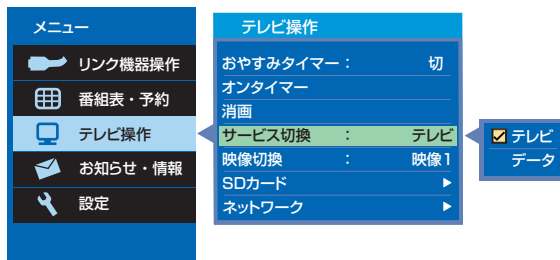 メニュー
リンク機器操作
番組表・予約
テレビ操作
お知らせ・情報
設定
テレビ操作
おやすみタイマー： 切
オンタイマー
消画
サービス切換 ： テレビ
映像切換 ： 映像1
SDカード
ネットワーク
テレビ
データ